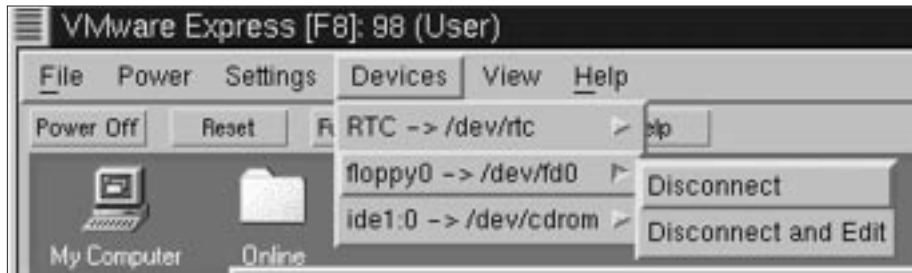 VMware Express [F8]: 98 (User)
File Power Settings Devices View Help
Power Off Reset
RTC -> /dev/rtc
floppy0 -> /dev/fd0
ide1:0 -> /dev/cdrom
Disconnect
Disconnect and Edit
My Computer Online